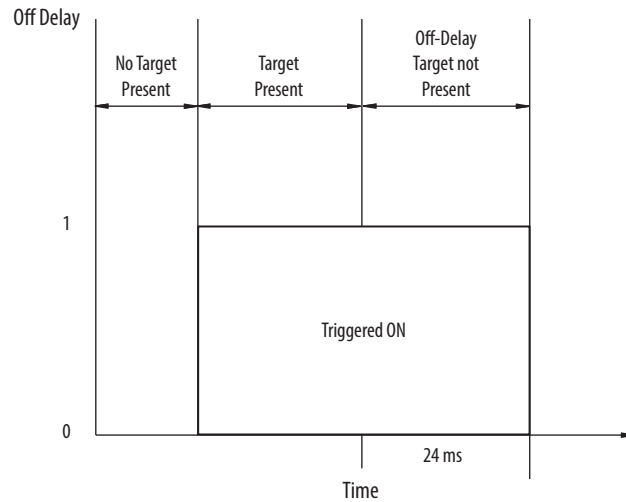 Off Delay
No Target
Present
Target
Present
Off-Delay
Target not
Present
1
Triggered ON
0
24 ms
Time